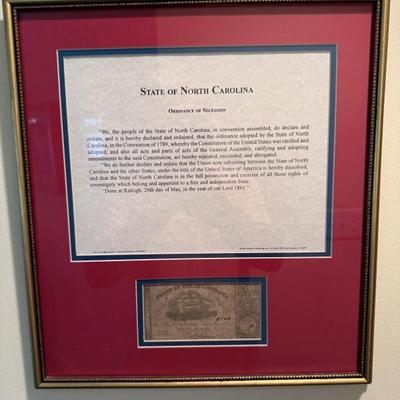 STATE OF NORTH CAROLINA
ORDINANCE OF SECESSION
"We, the people of the State of North Carolina, in convention assembled, do declare and
ordain, and it is hereby declared and ordained, that the ordinance adopted by the State of North
Carolina, in the Convention of 1789, whereby the Constitution of the United States was ratified and
adopted; and also all acts and parts of acts of the General Assembly, ratifying and adopting
amendments to the said Constitution, are hereby repealed, rescinded, and abrogated.
"We do further declare and ordain that the Union now subsisting between the State of North
Carolina and the other States, under the title of the United States of America is hereby dissolved,
and that the State of North Carolina is in the full possession and exercise of all those rights of
sovereignty which belong and appertain to a free and independent State.
"Done at Raleigh, 20th day of May, in the year of our Lord 1861."
FIFTY CENTS